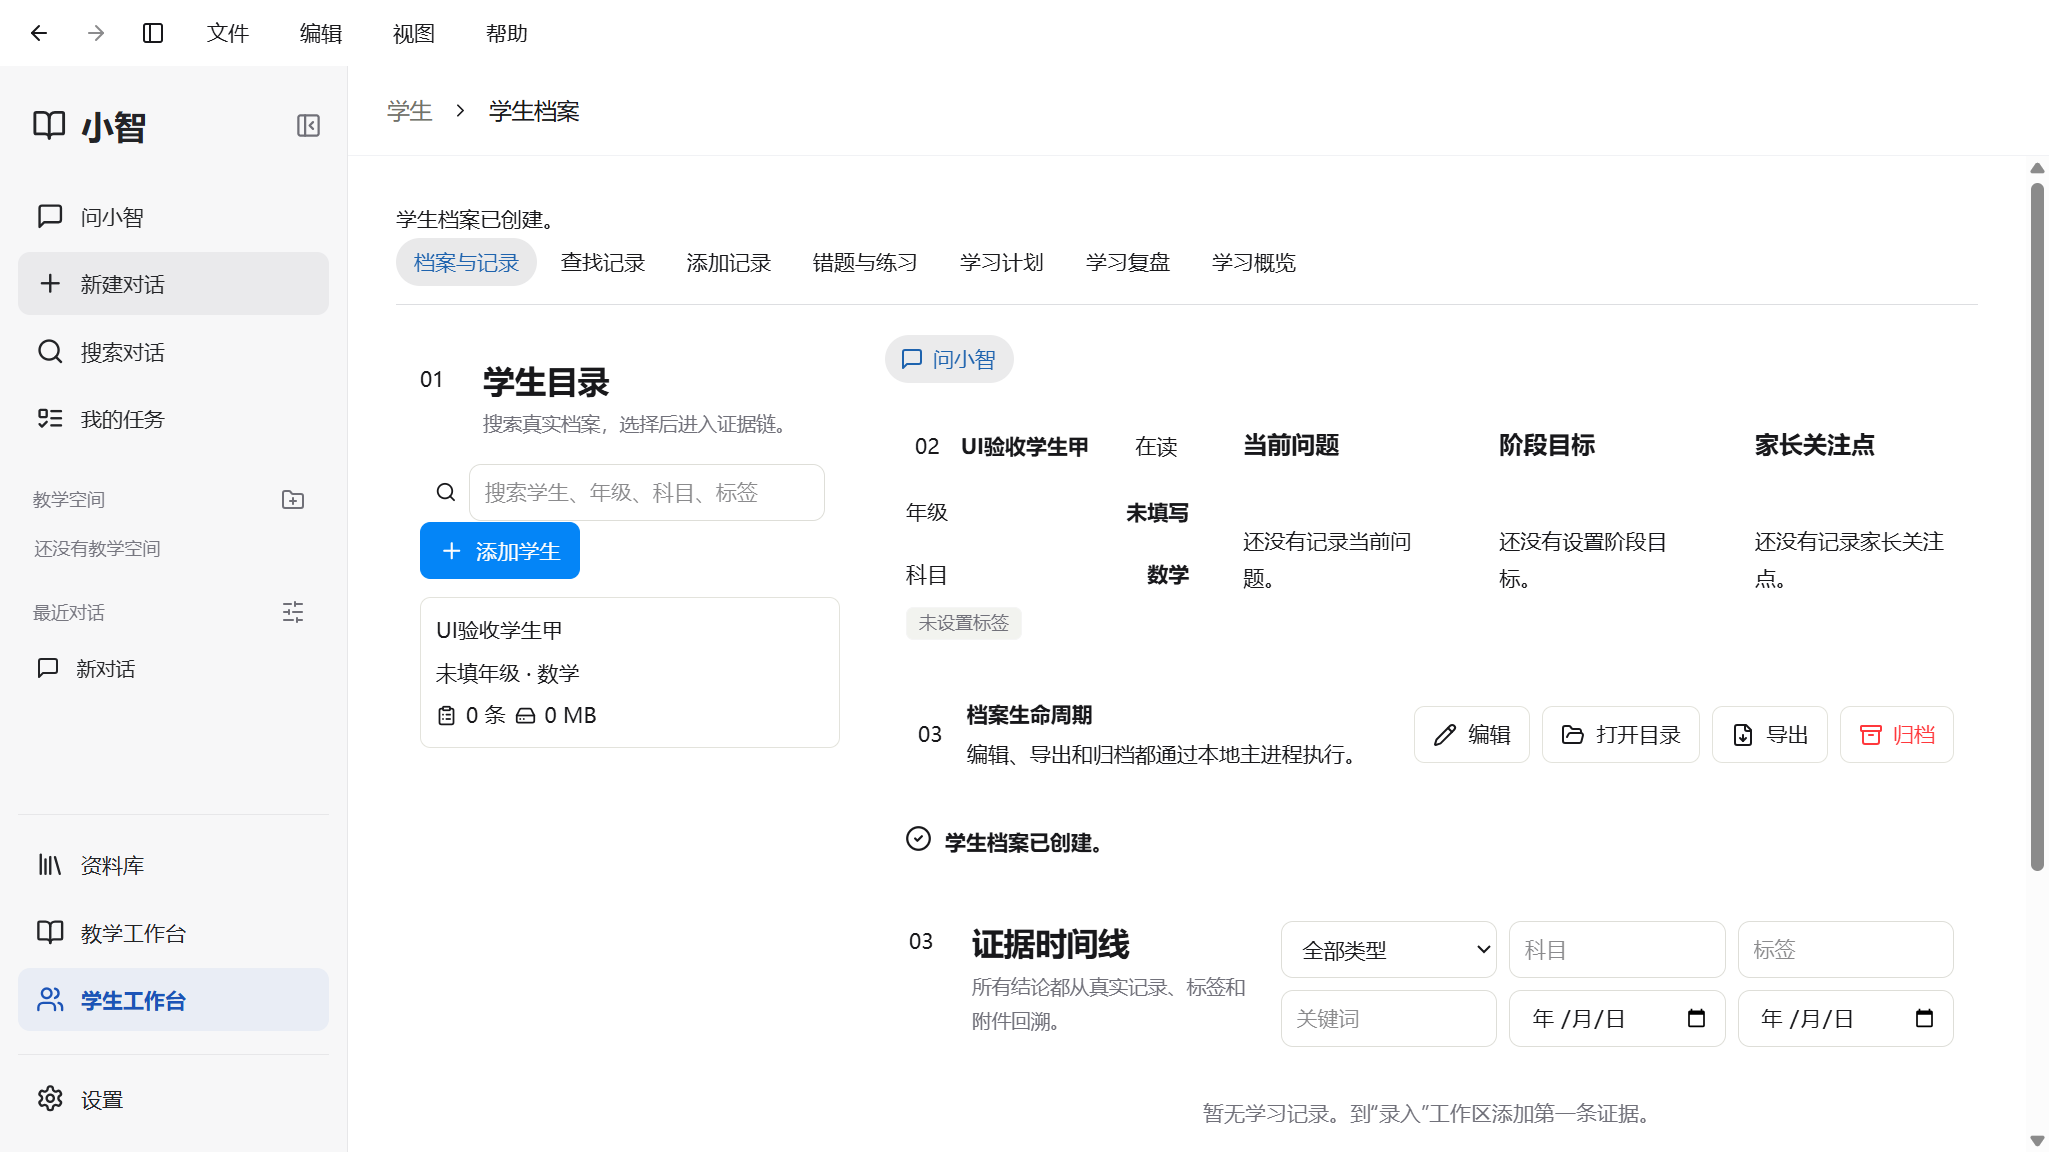 文件 编辑 视图 帮助
小智
问小智
新建对话
搜索对话
我的任务
教学空间
还没有教学空间
最近对话
新对话
资料库
教学工作台
学生工作台
设置
学生 > 学生档案
学生档案已创建。
档案与记录 查找记录 添加记录 错题与练习 学习计划 学习复盘 学习概览
01 学生目录
搜索真实档案，选择后进入证据链。
搜索学生、年级、科目、标签
添加学生
UI验收学生甲
未填年级 · 数学
0 条 0 MB
问小智
02 UI验收学生甲 在读
年级 未填写
科目 数学
未设置标签
当前问题
还没有记录当前问
题。
阶段目标
还没有设置阶段目
标。
家长关注点
还没有记录家长关注
点。
03 档案生命周期
编辑、导出和归档都通过本地主进程执行。
编辑 打开目录 导出 归档
学生档案已创建。
03 证据时间线
所有结论都从真实记录、标签和
附件回溯。
全部类型 科目 标签
关键词 年 /月/日 年 /月/日
暂无学习记录。到“录入”工作区添加第一条证据。